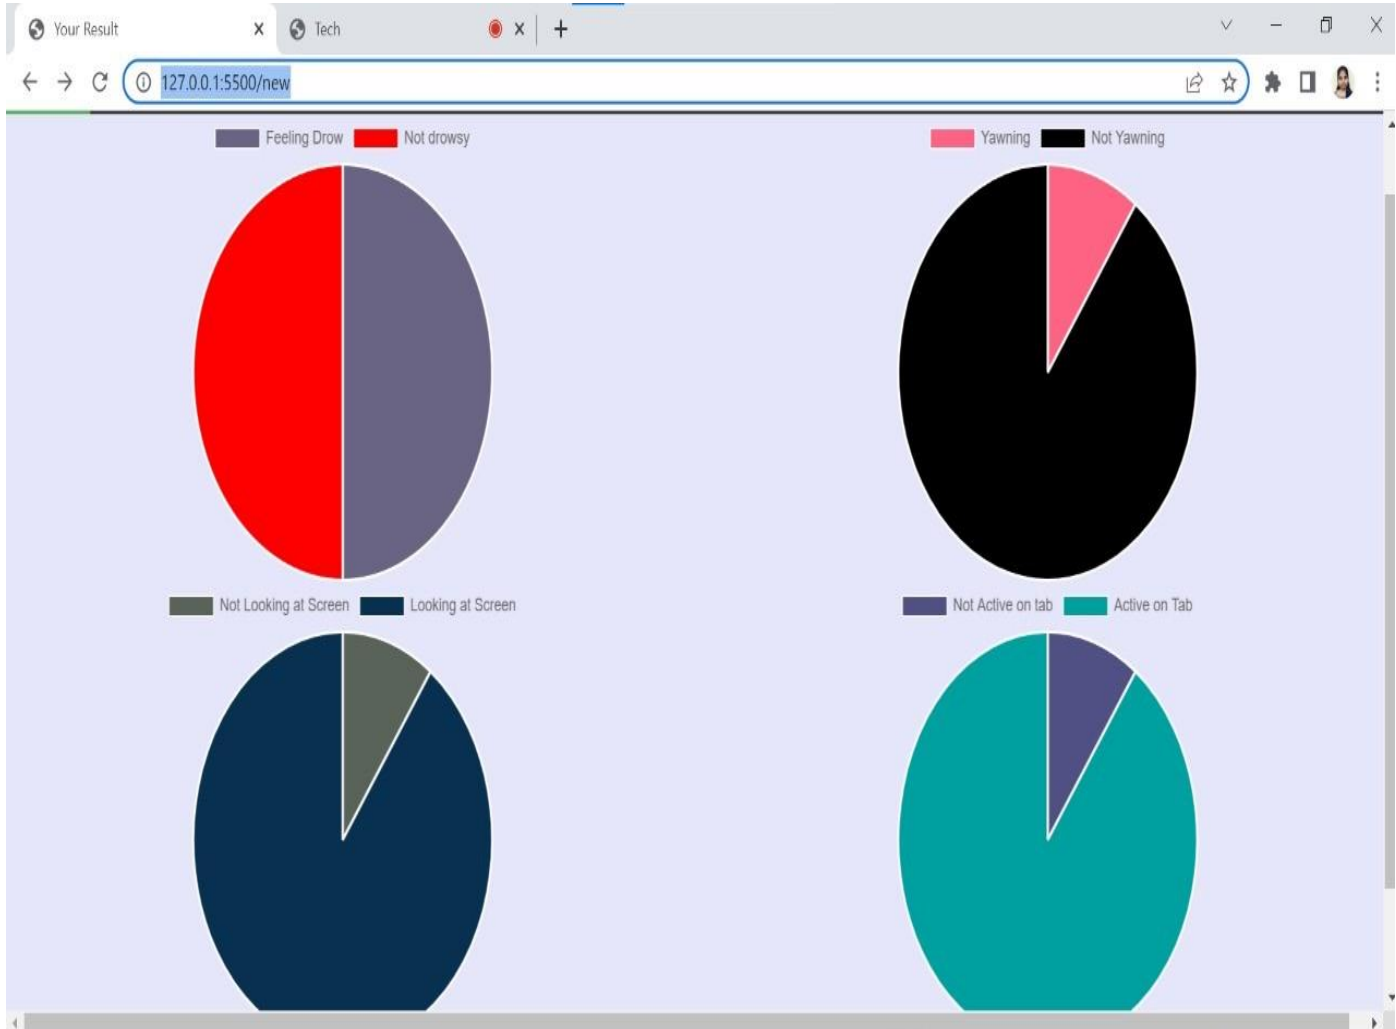 Your Result
Tech
127.0.0.1:5500/new
Feeling Drow Not drowsy
Yawning Not Yawning
Not Looking at Screen Looking at Screen
Not Active on tab Active on Tab